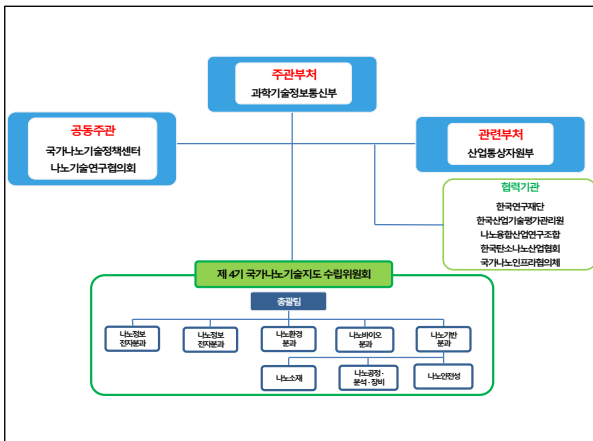 주관부처
과학기술정보통신부
공동주관
국가나노기술정책센터
나노기술연구협의회
관련부처
산업통상자원부
협력기관
한국연구재단
한국산업기술평가관리원
나노융합산업연구조합
한국탄소나노산업협회
국가나노인프라협의체
제 4기 국가나노기술지도 수립위원회
총괄팀
나노정보
전자분과
나노정보
전자분과
나노환경
분과
나노바이오
분과
나노기반
분과
나노소재
나노공정·
분석·장비
나노안전성